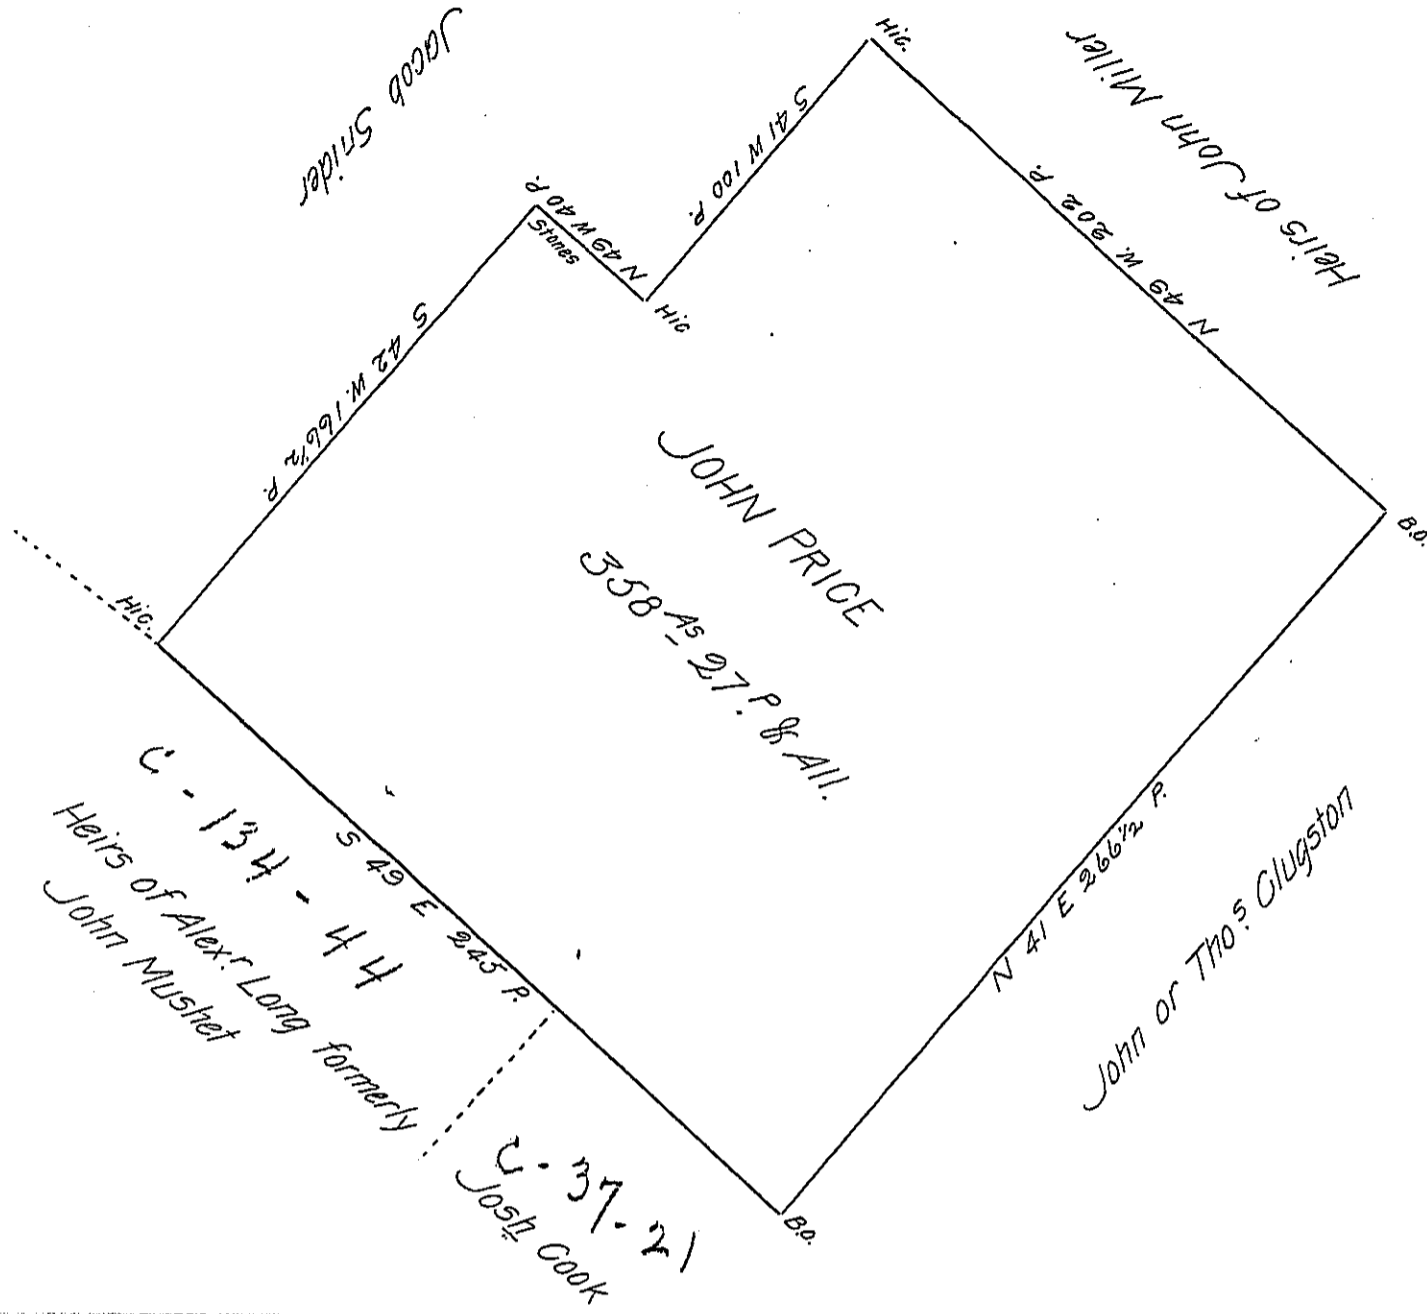 Jacob Snider
Hic.
Heirs of John Miller
S 41 W 100 P.
N 49 W. 202 P.
N 49 W 40 P.
Stones
Hic
S 42 W. 166½ P.
B.O.
JOHN PRICE
358 As 27. P & All.
Hic.
C - 134 - 44
Heirs of Alexr Long formerly
John Mushet
S 49 E 245 P.
N 41 E 266½ P.
John or Thos Clugston
C - 37 - 21
Josh Cook
B.O.